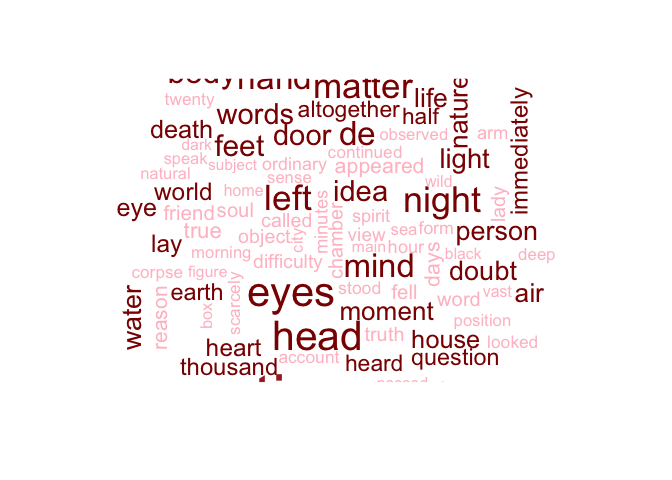 body hand matter life nature
twenty words altogether half immediately
death door de observed arm
dark feet continued light
speak subject ordinary appeared
natural sense wild
world home left idea night lady
eye friend soul called minutes chamber spirit
true city view sea form person
lay object main hour days black deep
morning difficulty mind doubt
corpse figure stood fell word vast air
water reason earth box scarcely eyes moment position
head truth house looked
heart account question
thousand heard